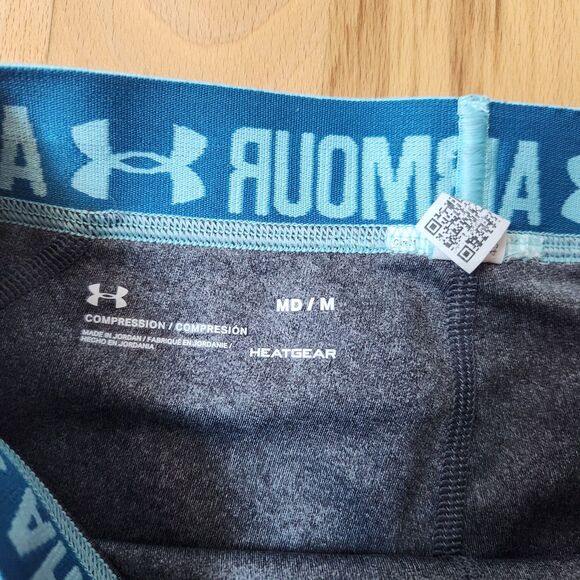 ARMOUR
MD / M
COMPRESSION / COMPRESIÓN
MADE IN JORDAN / FABRIQUÉ EN JORDANIE /
HECHO EN JORDANIA
HEATGEAR